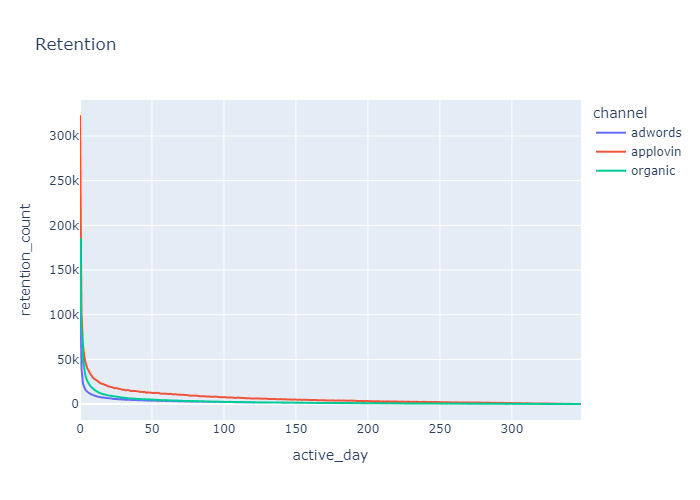 Retention
channel
adwords
applovin
organic
retention_count
300k
250k
200k
150k
100k
50k
0
0 50 100 150 200 250 300
active_day